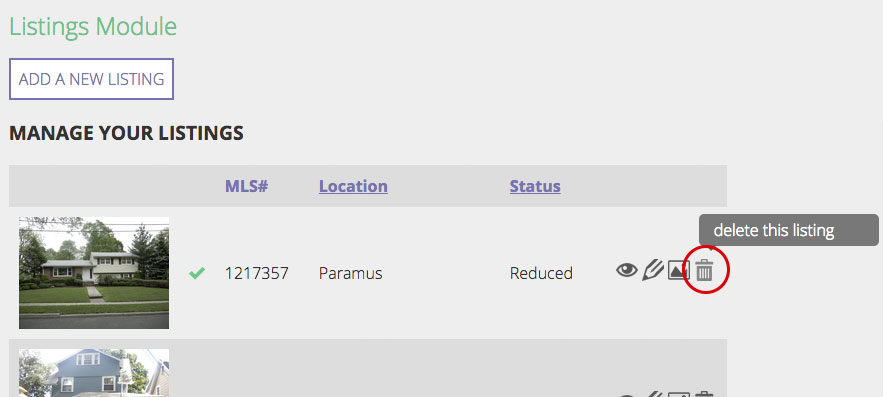 Listings Module
ADD A NEW LISTING
MANAGE YOUR LISTINGS
MLS# Location Status
delete this listing
1217357 Paramus Reduced